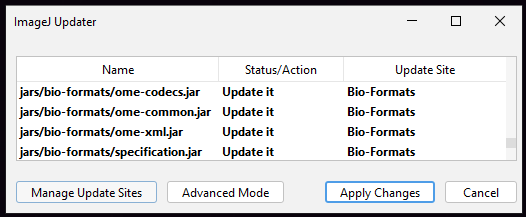 ImageJ Updater
Name Status/Action Update Site
jars/bio-formats/ome-codecs.jar Update it Bio-Formats
jars/bio-formats/ome-common.jar Update it Bio-Formats
jars/bio-formats/ome-xml.jar Update it Bio-Formats
jars/bio-formats/specification.jar Update it Bio-Formats
Manage Update Sites Advanced Mode Apply Changes Cancel